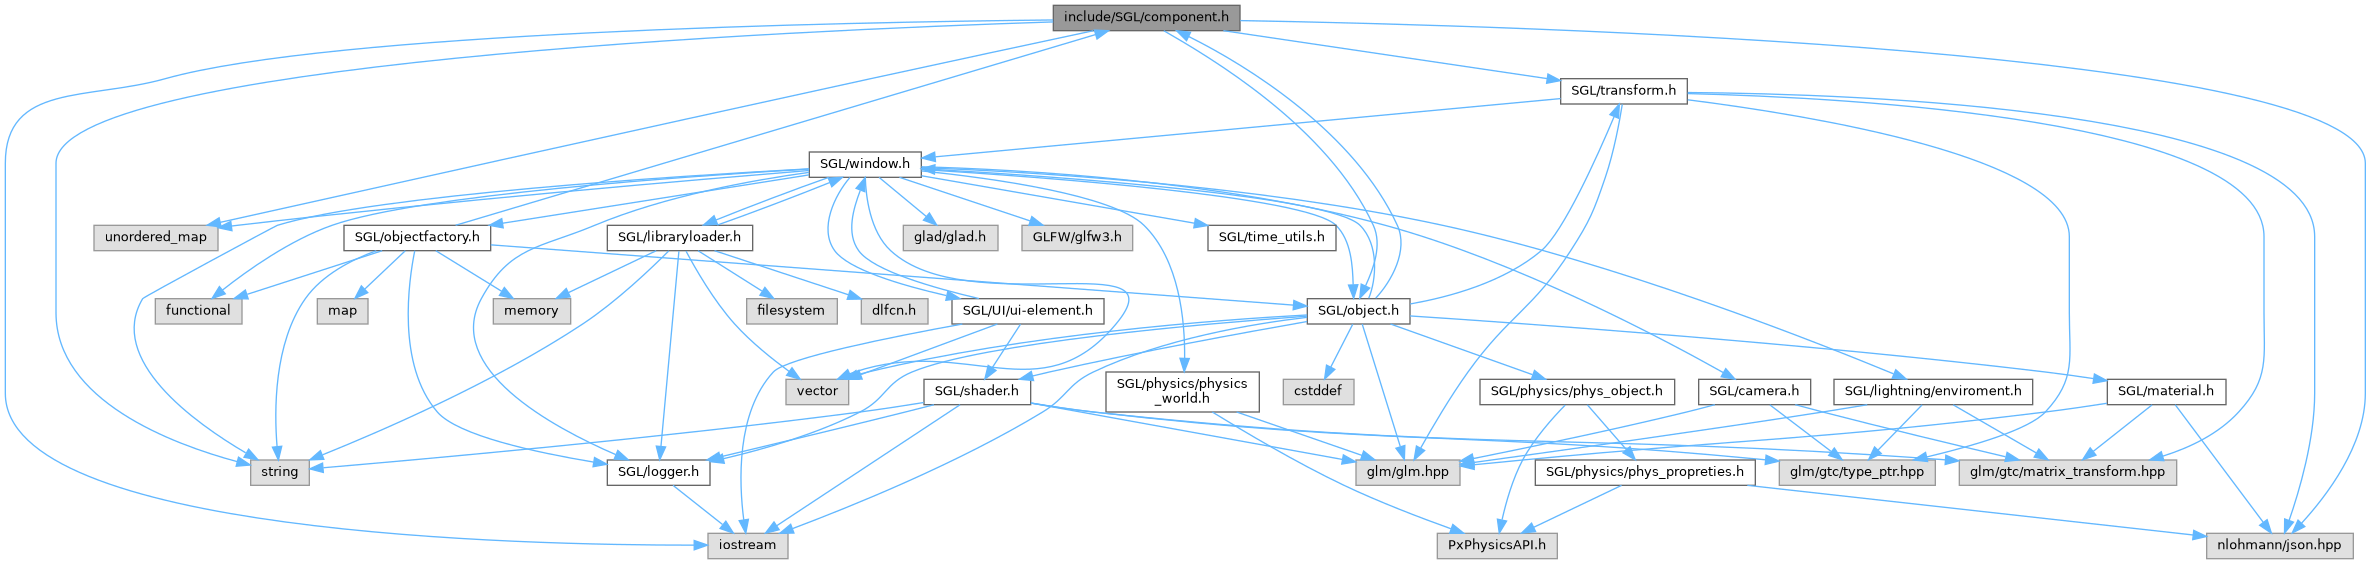 include/SGL/component.h
SGL/transform.h
SGL/window.h
unordered_map
SGL/objectfactory.h
SGL/libraryloader.h
glad/glad.h
GLFW/glfw3.h
SGL/time_utils.h
functional
map
memory
filesystem
dlfcn.h
SGL/UI/ui-element.h
SGL/object.h
vector
SGL/shader.h
SGL/physics/physics
_world.h
cstddef
SGL/physics/phys_object.h
SGL/camera.h
SGL/lightning/enviroment.h
SGL/material.h
string
SGL/logger.h
glm/glm.hpp
SGL/physics/phys_propreties.h
glm/gtc/type_ptr.hpp
glm/gtc/matrix_transform.hpp
iostream
PxPhysicsAPI.h
nlohmann/json.hpp